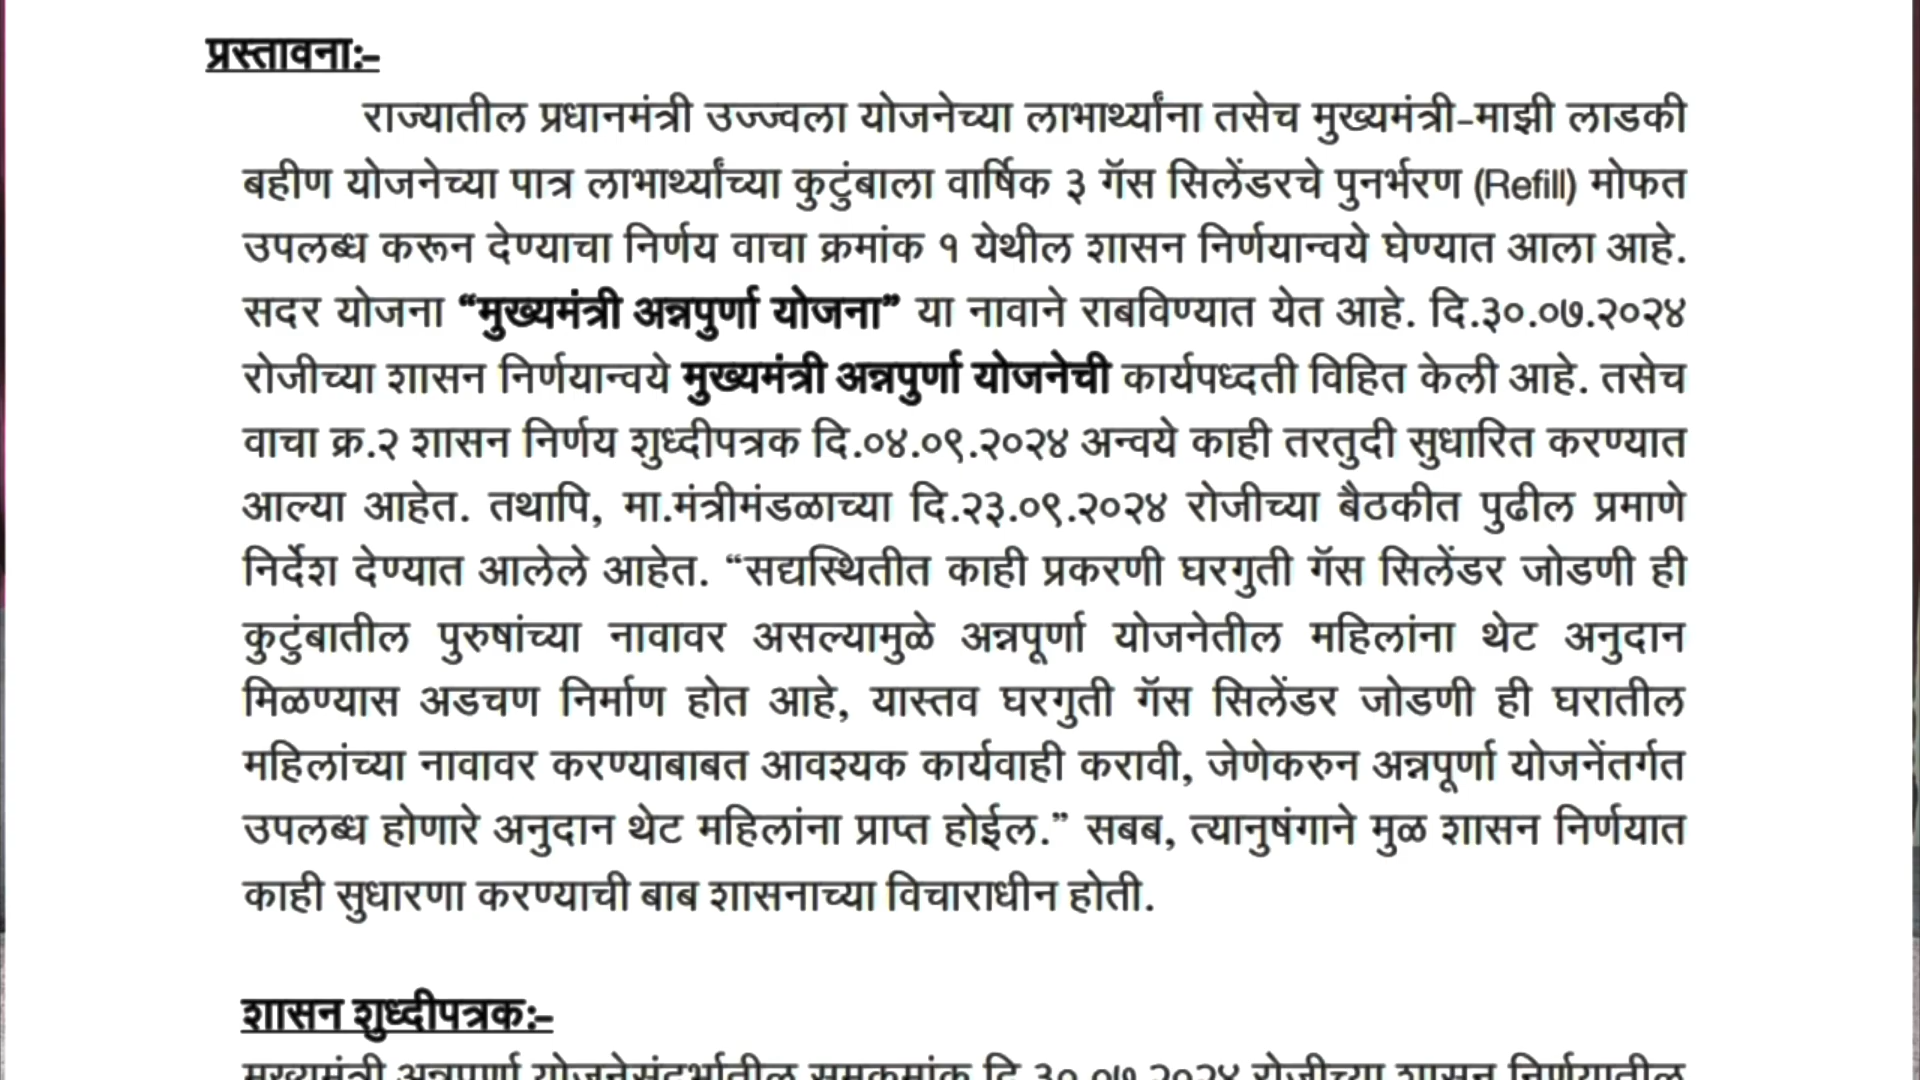 प्रस्तावना:-
राज्यातील प्रधानमंत्री उज्ज्वला योजनेच्या लाभार्थ्यांना तसेच मुख्यमंत्री-माझी लाडकी
बहीण योजनेच्या पात्र लाभार्थ्यांच्या कुटुंबाला वार्षिक ३ गॅस सिलेंडरचे पुनर्भरण (Refill) मोफत
उपलब्ध करून देण्याचा निर्णय वाचा क्रमांक १ येथील शासन निर्णयान्वये घेण्यात आला आहे.
सदर योजना “मुख्यमंत्री अन्नपुर्णा योजना” या नावाने राबविण्यात येत आहे. दि.३०.०७.२०२४
रोजीच्या शासन निर्णयान्वये मुख्यमंत्री अन्नपुर्णा योजनेची कार्यपध्दती विहित केली आहे. तसेच
वाचा क्र.२ शासन निर्णय शुध्दीपत्रक दि.०४.०९.२०२४ अन्वये काही तरतुदी सुधारित करण्यात
आल्या आहेत. तथापि, मा.मंत्रीमंडळाच्या दि.२३.०९.२०२४ रोजीच्या बैठकीत पुढील प्रमाणे
निर्देश देण्यात आलेले आहेत. “सद्यस्थितीत काही प्रकरणी घरगुती गॅस सिलेंडर जोडणी ही
कुटुंबातील पुरुषांच्या नावावर असल्यामुळे अन्नपूर्णा योजनेतील महिलांना थेट अनुदान
मिळण्यास अडचण निर्माण होत आहे, यास्तव घरगुती गॅस सिलेंडर जोडणी ही घरातील
महिलांच्या नावावर करण्याबाबत आवश्यक कार्यवाही करावी, जेणेकरुन अन्नपूर्णा योजनेंतर्गत
उपलब्ध होणारे अनुदान थेट महिलांना प्राप्त होईल.” सबब, त्यानुषंगाने मुळ शासन निर्णयात
काही सुधारणा करण्याची बाब शासनाच्या विचाराधीन होती.
शासन शुध्दीपत्रक:-
मुख्यमंत्री अन्नपुर्णा योजनेसंदर्भातील समक्रमांक दि.३०.०७.२०२४ रोजीच्या शासन निर्णयातील